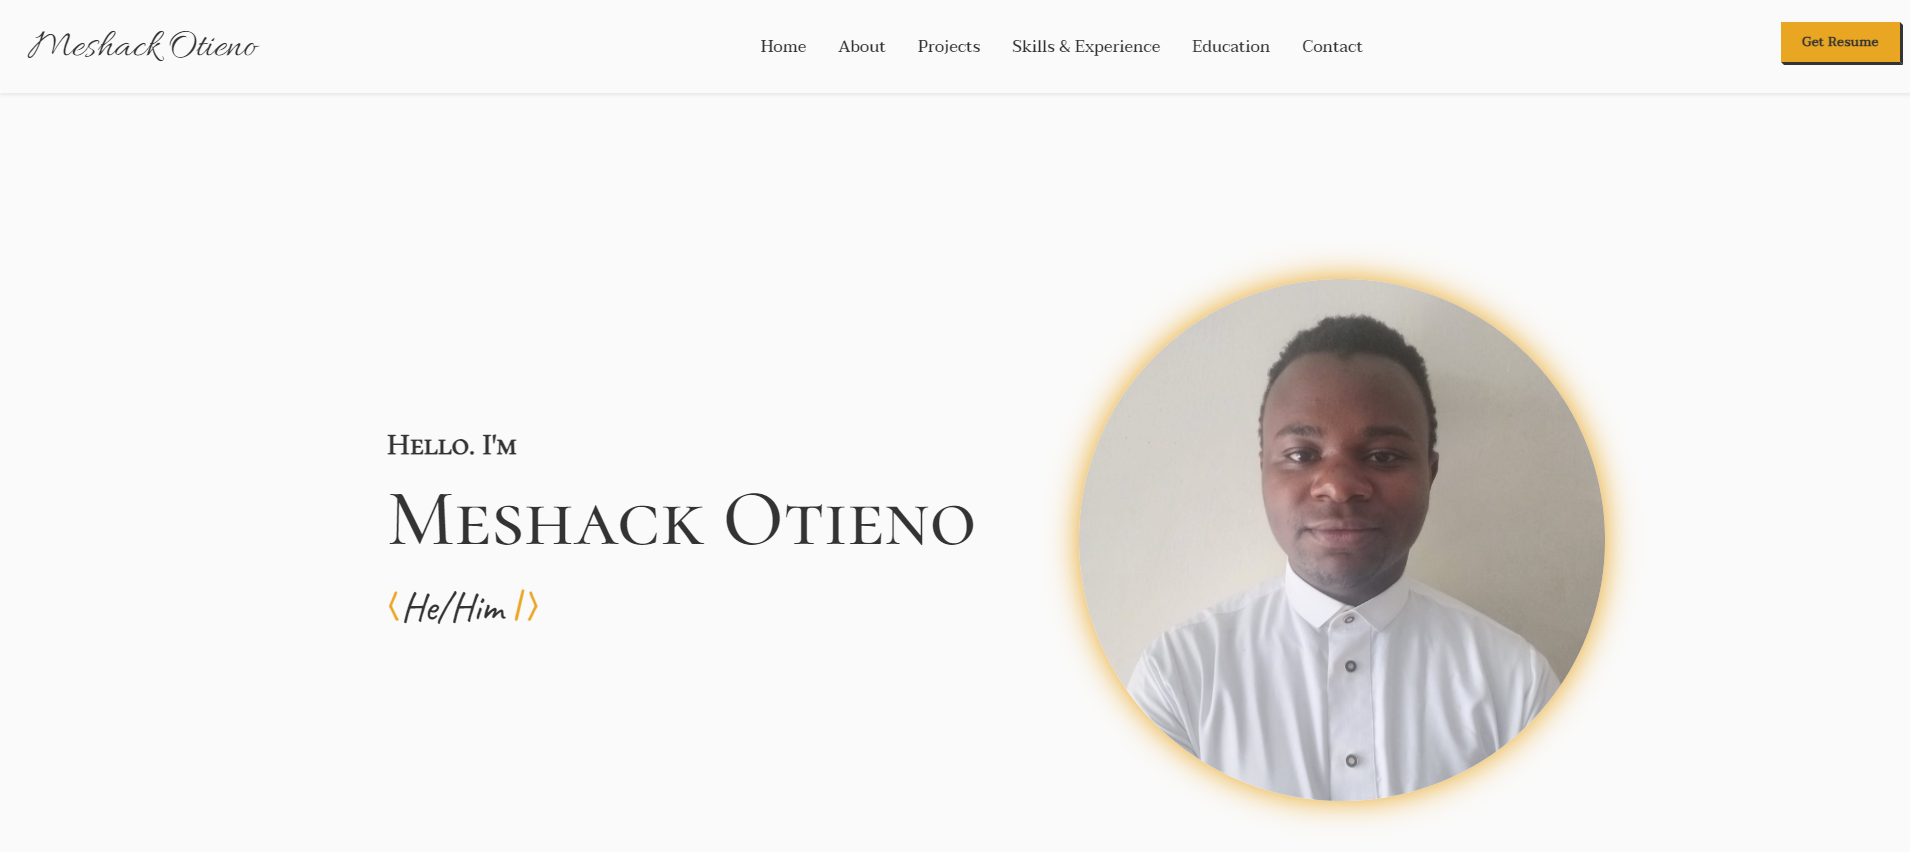 Meshack Otieno
Home About Projects Skills & Experience Education Contact
Get Resume
Hello. I'm
Meshack Otieno
<He/Him />